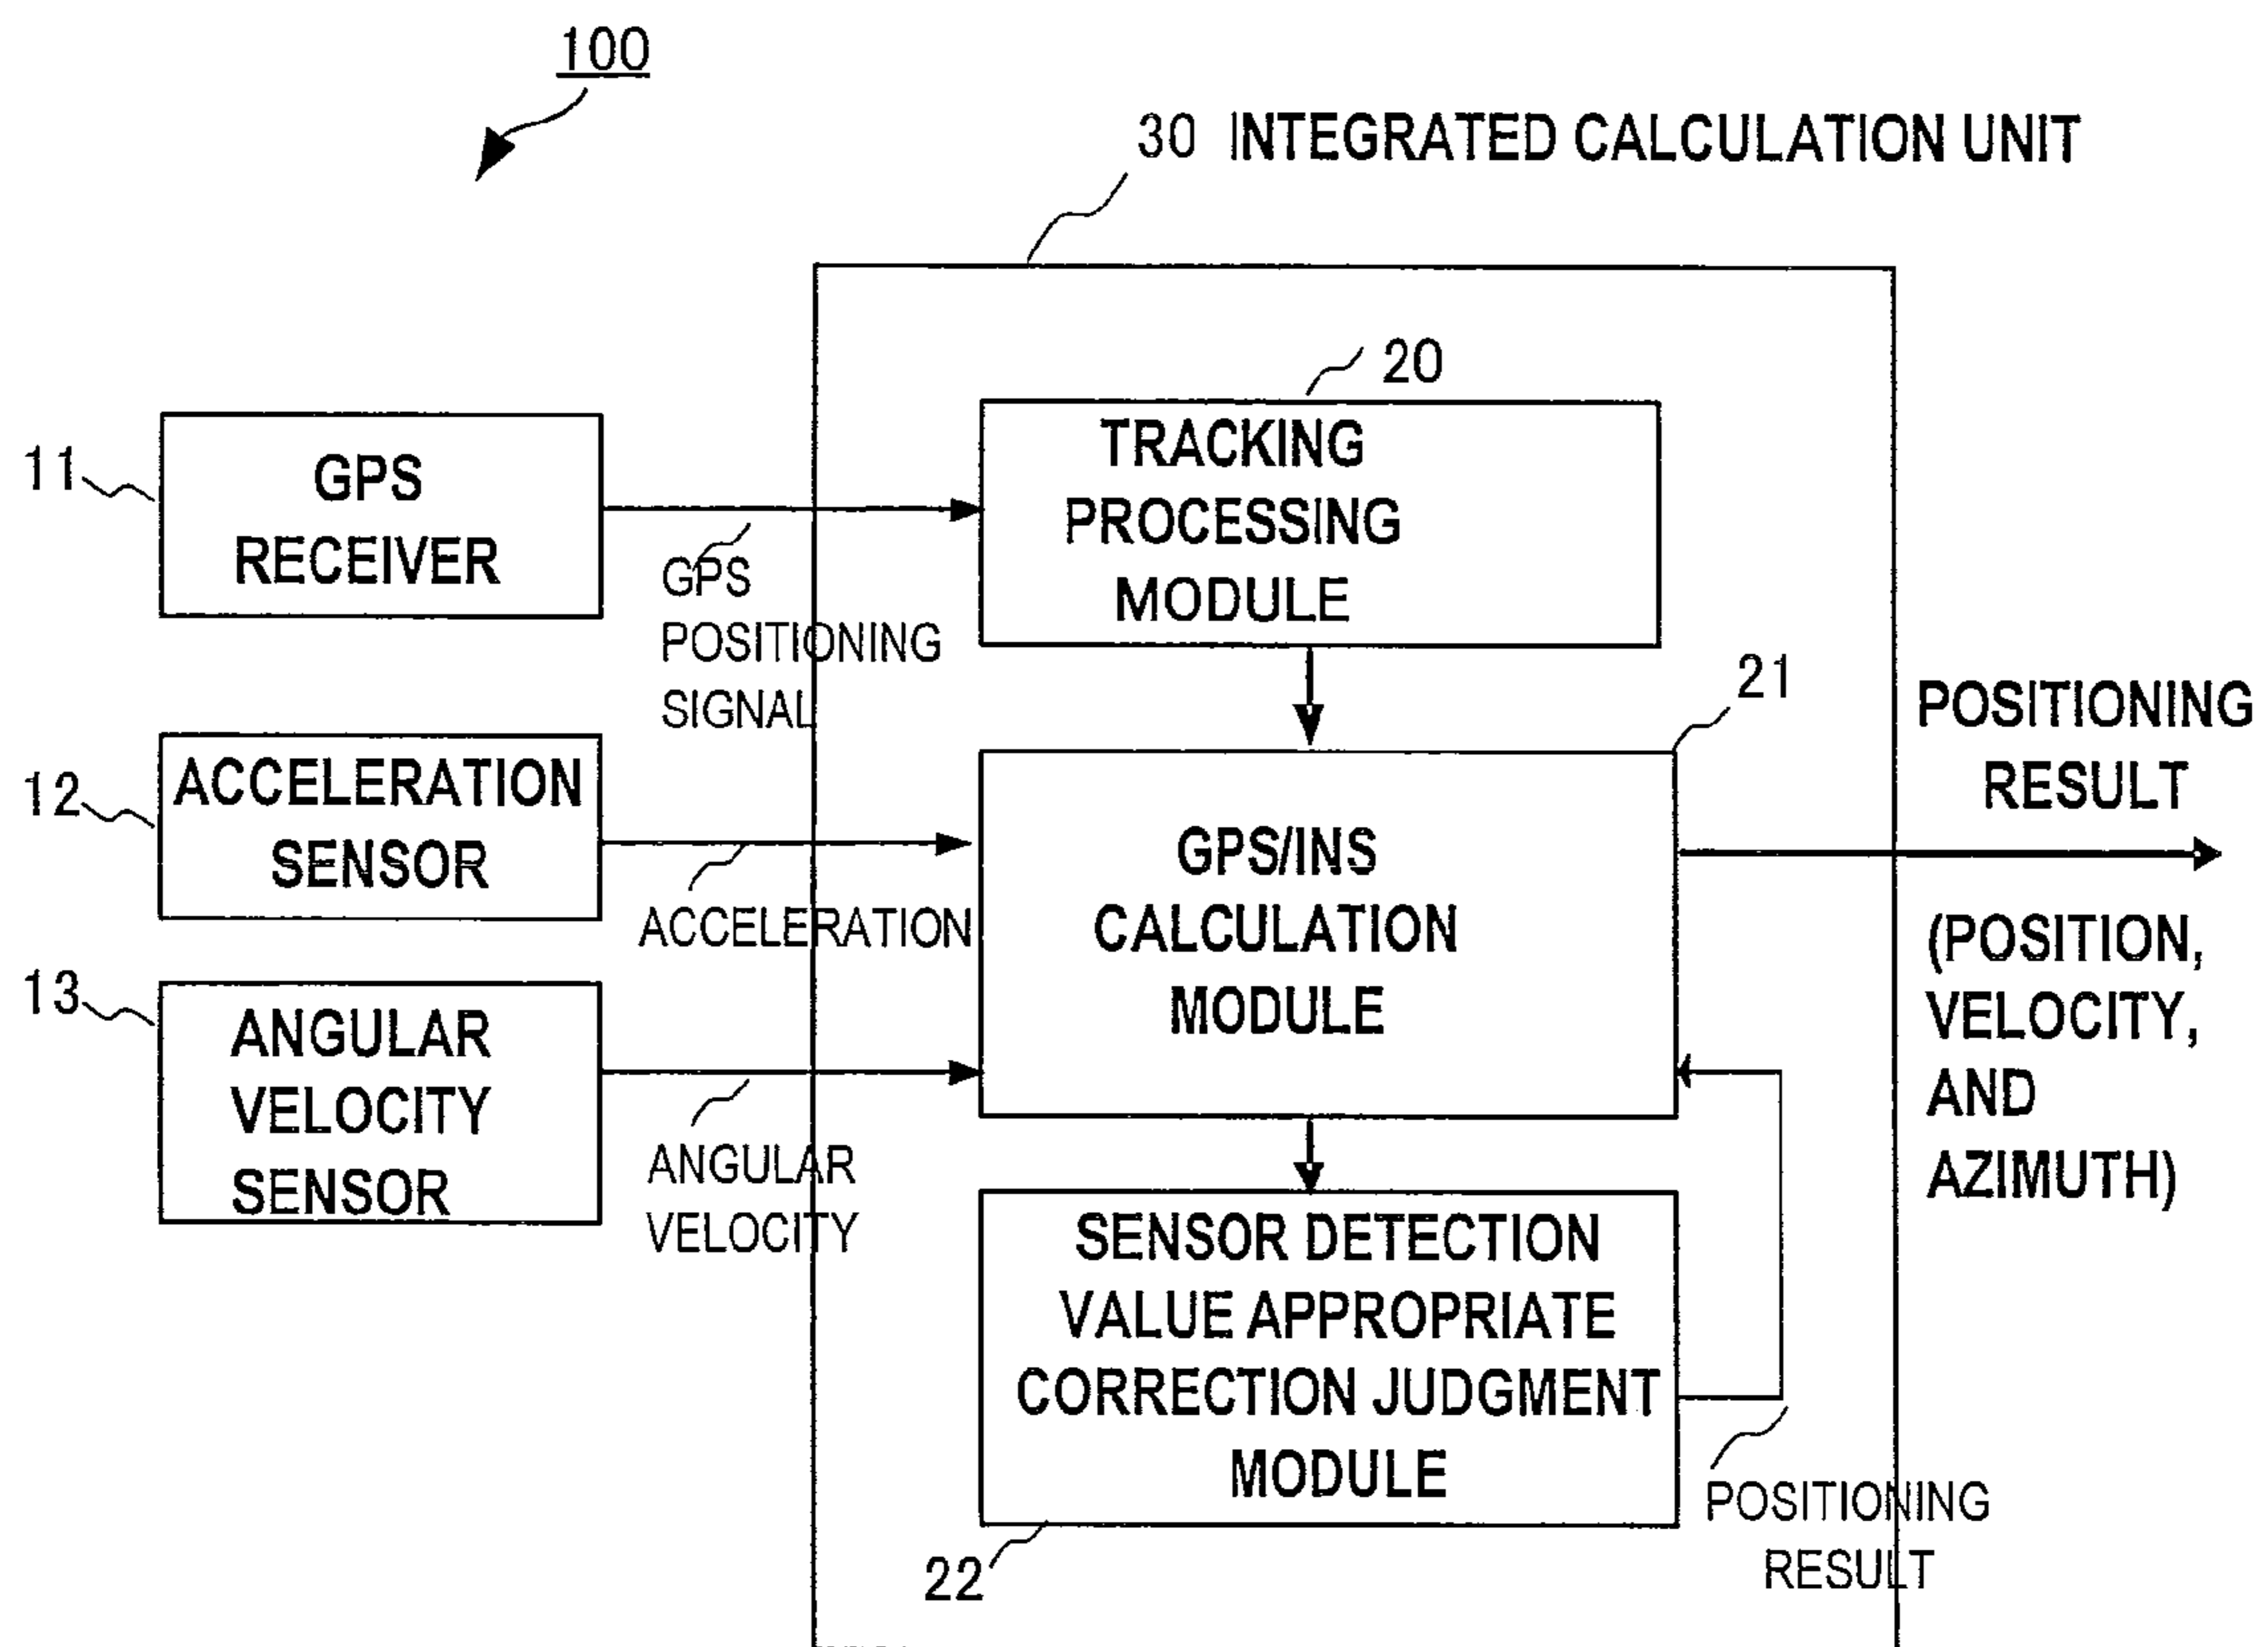 100
30 INTEGRATED CALCULATION UNIT
20
11
GPS
RECEIVER
GPS
POSITIONING
SIGNAL
TRACKING
PROCESSING
MODULE
12
ACCELERATION
SENSOR
ACCELERATION
21
GPS/INS
CALCULATION
MODULE
POSITIONING
RESULT
(POSITION,
VELOCITY,
AND
AZIMUTH)
13
ANGULAR
VELOCITY
SENSOR
ANGULAR
VELOCITY
SENSOR DETECTION
VALUE APPROPRIATE
CORRECTION JUDGMENT
MODULE
22
POSITIONING
RESULT